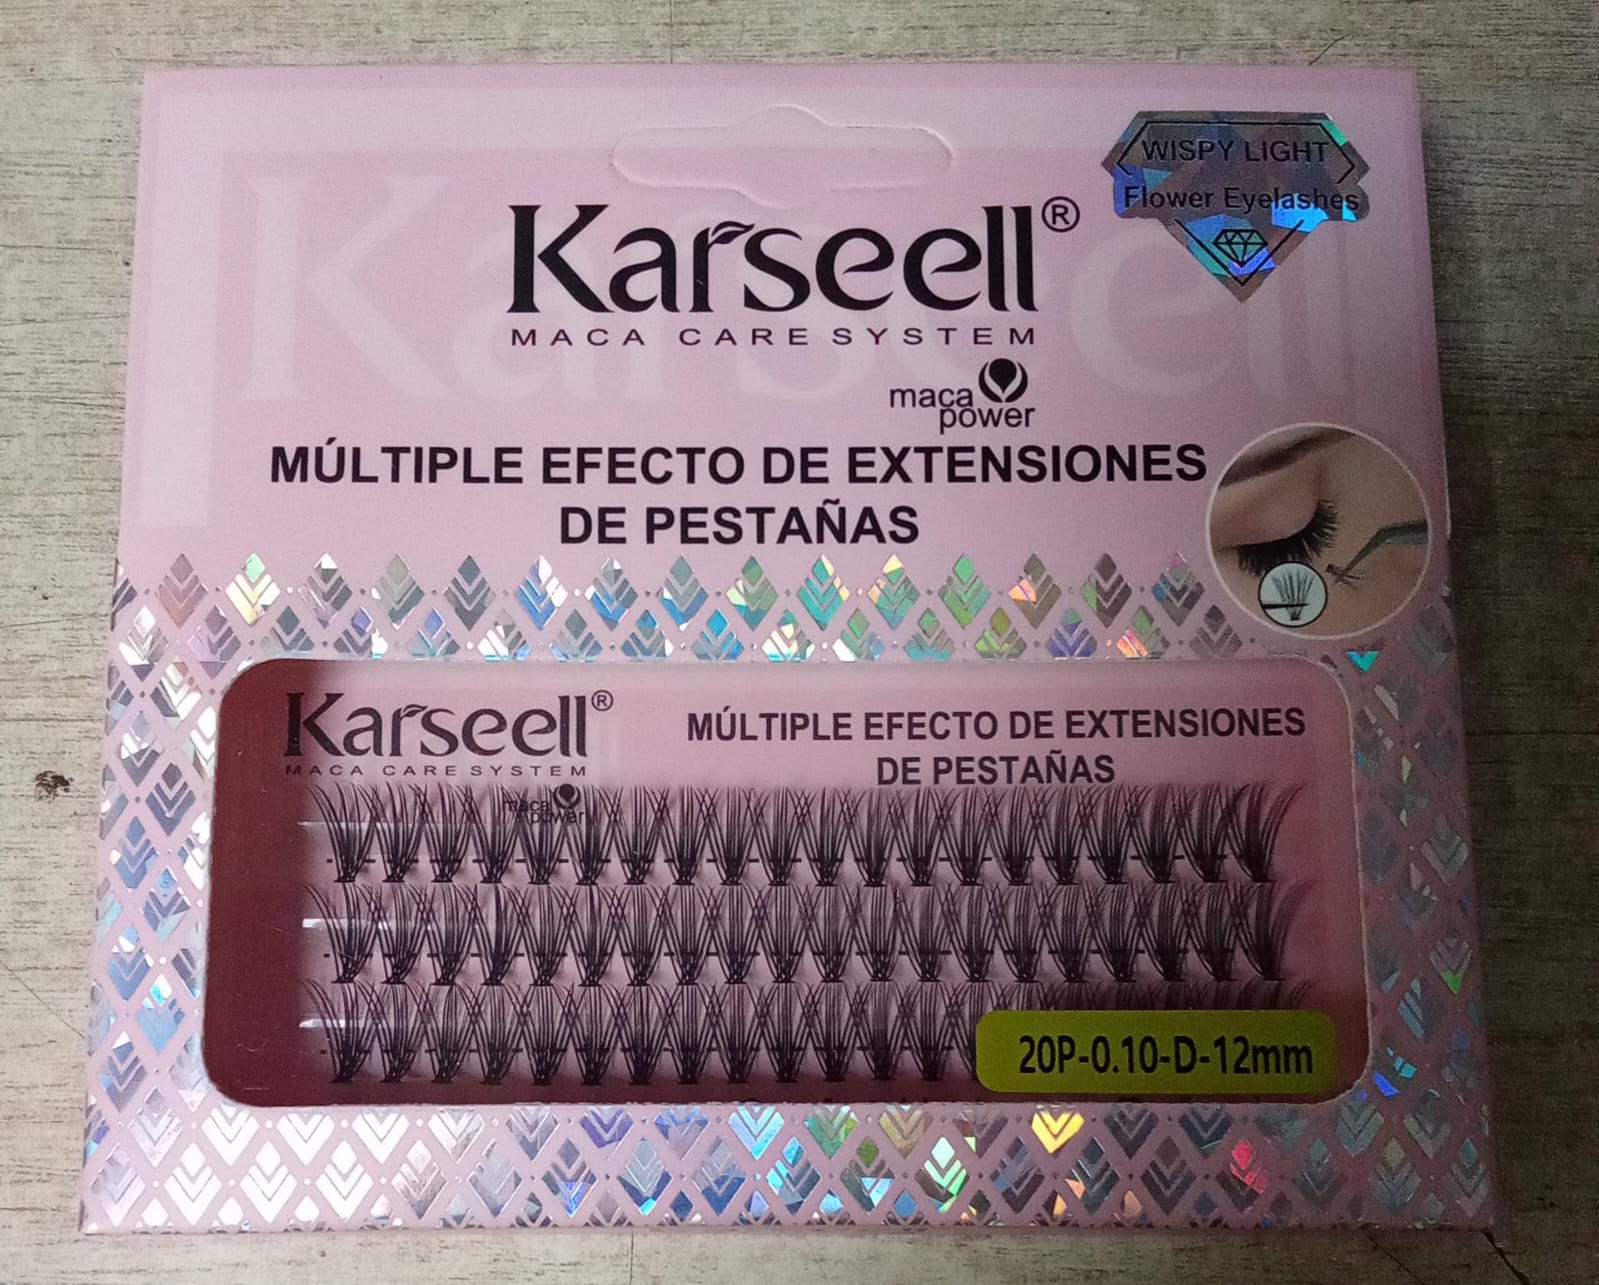 WISPY LIGHT
Flower Eyelashes
Karseell®
MACA CARE SYSTEM
maca
power
MÚLTIPLE EFECTO DE EXTENSIONES
DE PESTAÑAS
Karseell®
MACA CARE SYSTEM
maca
power
MÚLTIPLE EFECTO DE EXTENSIONES
DE PESTAÑAS
20P-0.10-D-12mm